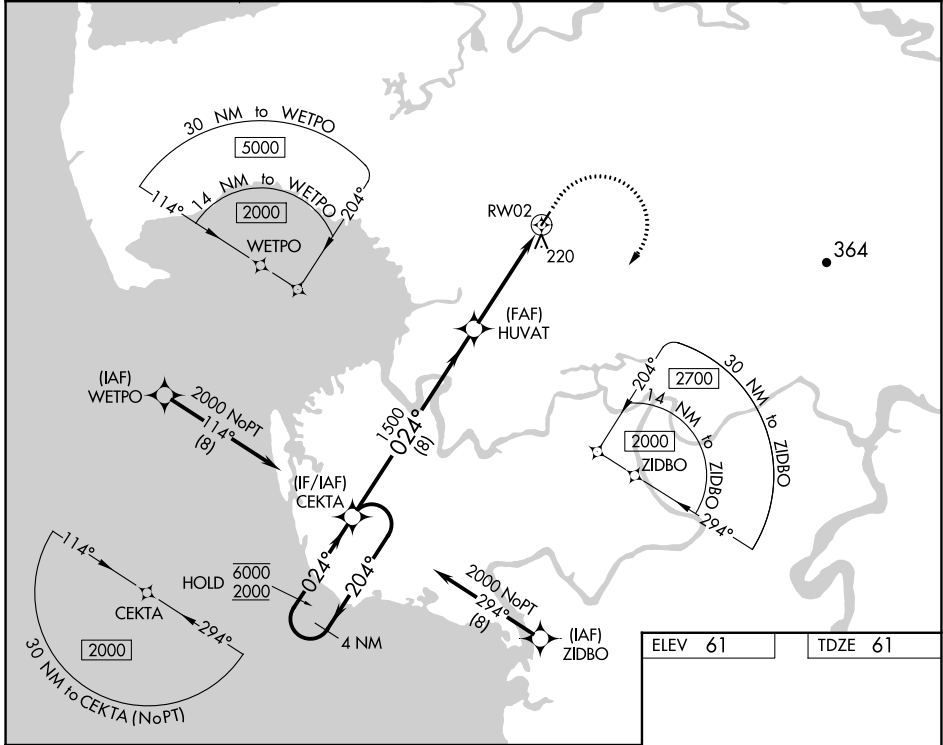 30 NM to WETPO
5000
14 NM to WETPO
2000
114°
204°
WETPO
RW02
220
364
(FAF)
HUVAT
(IAF)
WETPO
2000 NoPT
114°
(8)
1500
024°
(8)
204°
2700
30 NM to ZIDBO
14 NM to ZIDBO
2000
ZIDBO
294°
(IF/IAF)
CEKTA
114°
CEKTA
294°
2000
30 NM to CEKTA (NoPT)
HOLD
6000
2000
024°
204°
4 NM
2000 NoPT
294°
(8)
(IAF)
ZIDBO
ELEV 61
TDZE 61